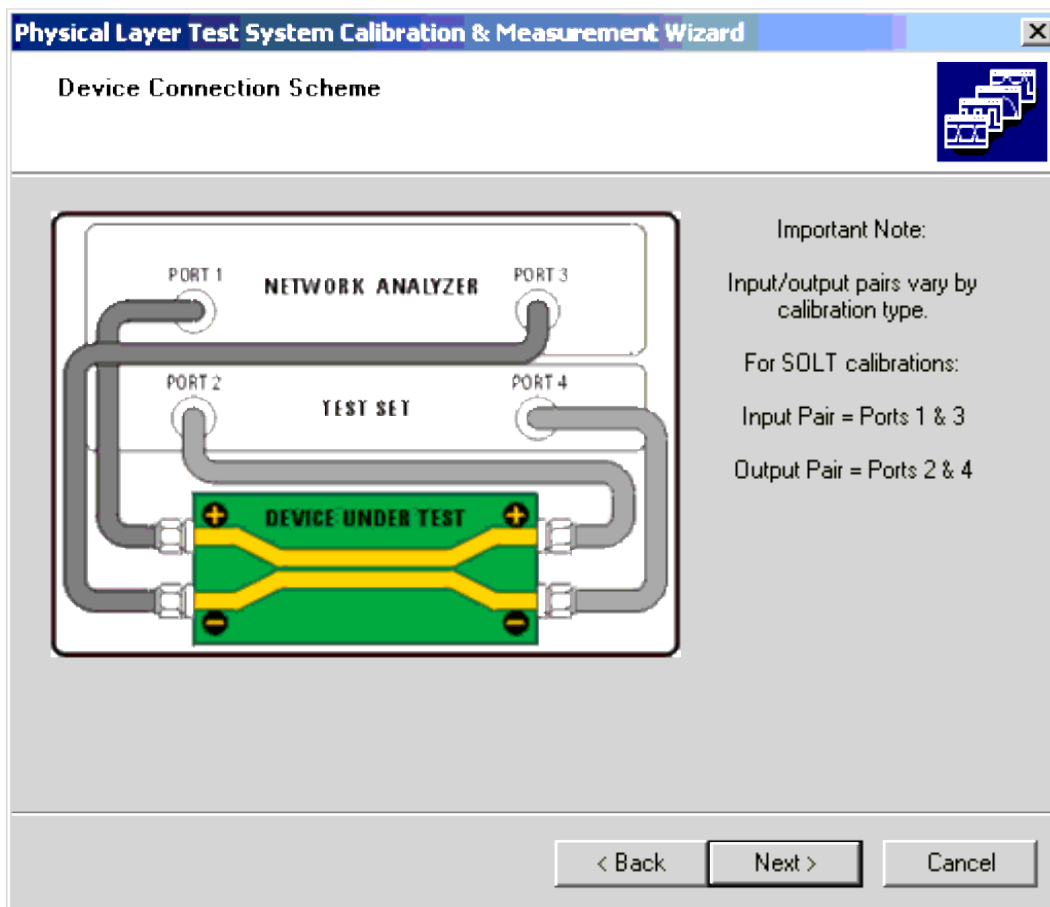 Physical Layer Test System Calibration & Measurement Wizard
Device Connection Scheme
PORT 1
NETWORK ANALYZER
PORT 3
PORT 2
TEST SET
PORT 4
+ DEVICE UNDER TEST +
- -
Important Note:
Input/output pairs vary by
calibration type.
For SOLT calibrations:
Input Pair = Ports 1 & 3
Output Pair = Ports 2 & 4
< Back
Next >
Cancel